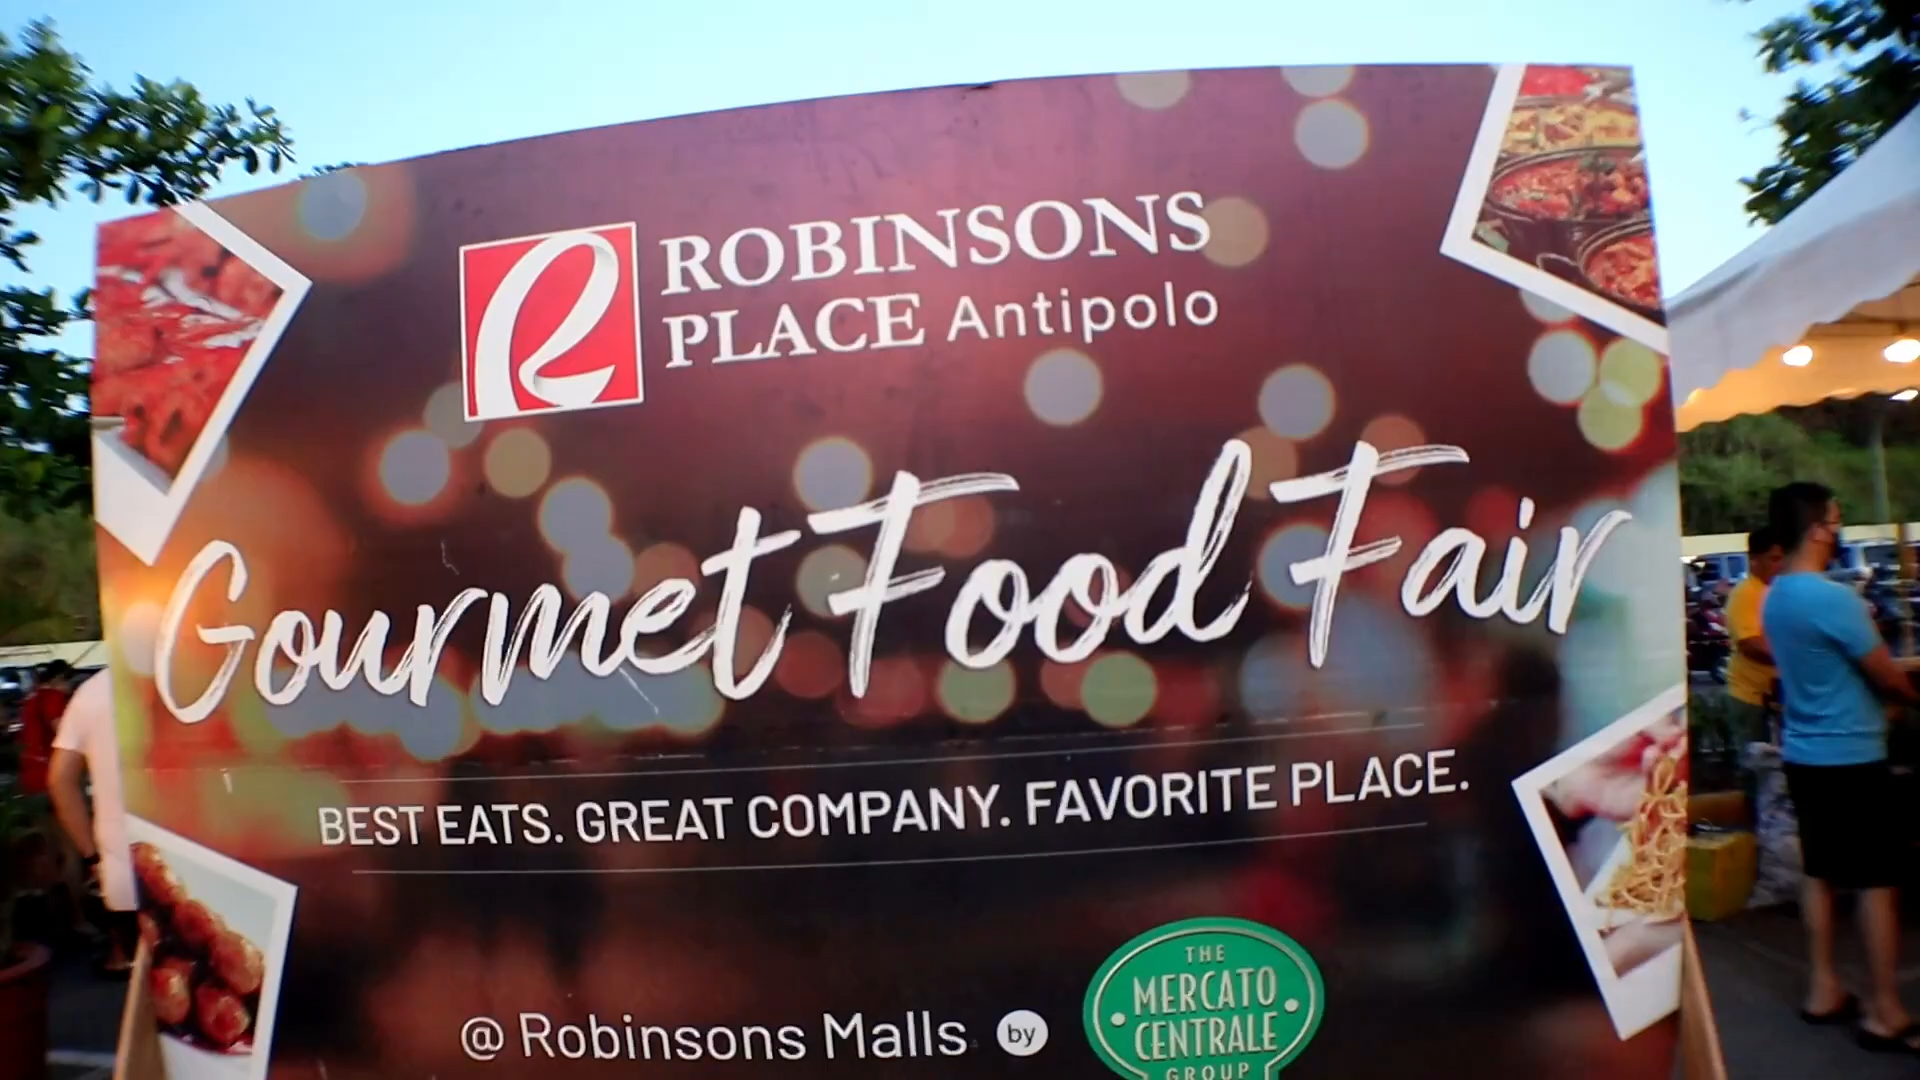 ROBINSONS
PLACE Antipolo
Gourmet Food Fair
BEST EATS. GREAT COMPANY. FAVORITE PLACE.
@ Robinsons Malls by
THE
MERCATO
CENTRALE
GROUP